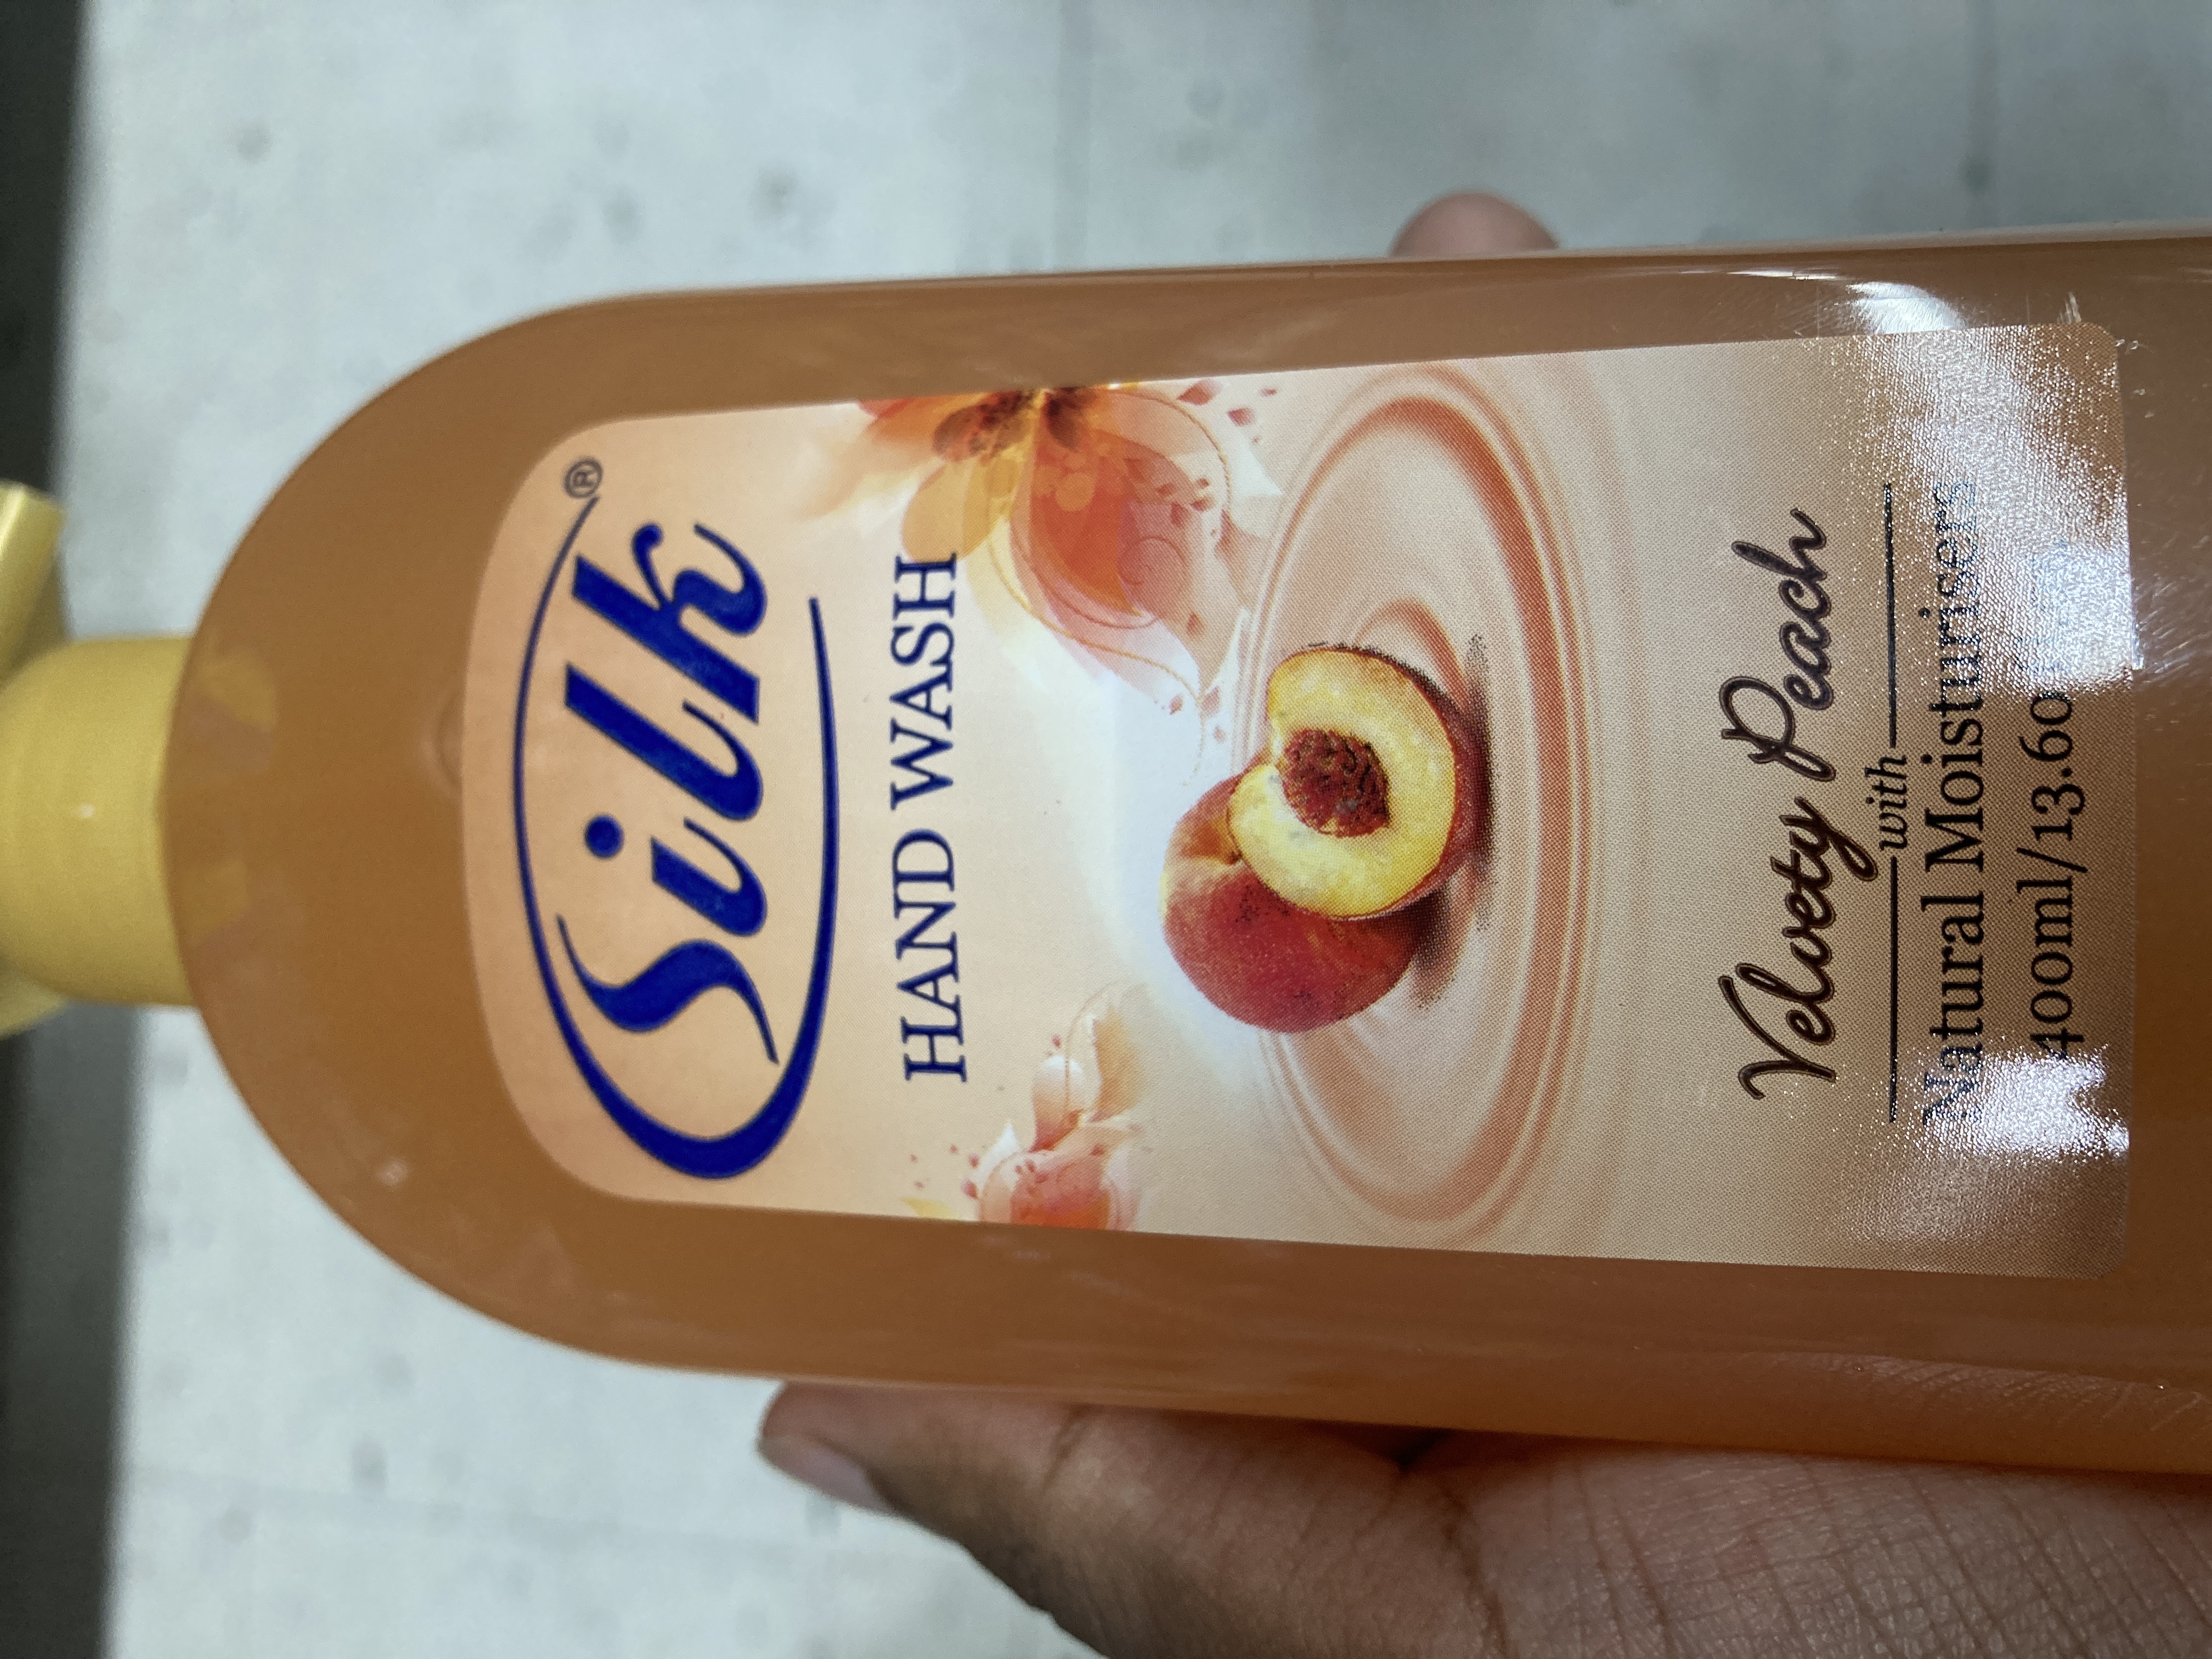 Silk®
HAND WASH
Velvety Peach
with
Natural Moisturisers
400ml/13.60